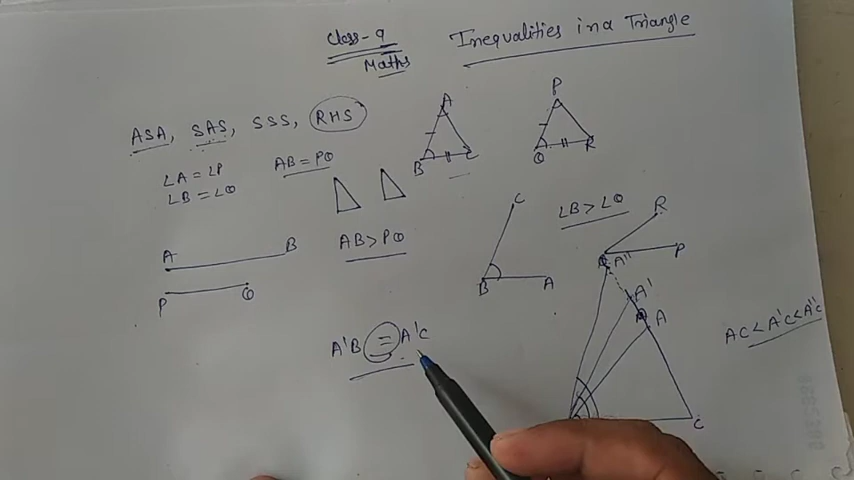 Class-9
Maths
Inequalities in a Triangle
ASA, SAS, SSS, RHS
∠A = ∠P
∠B = ∠Q
AB = PQ
A
B
C
P
Q
R
A
B
P
Q
AB > PQ
C
B
A
∠B > ∠Q
R
P
A''
A'
A
C
AC < A'C < A''C
A'B = A'C